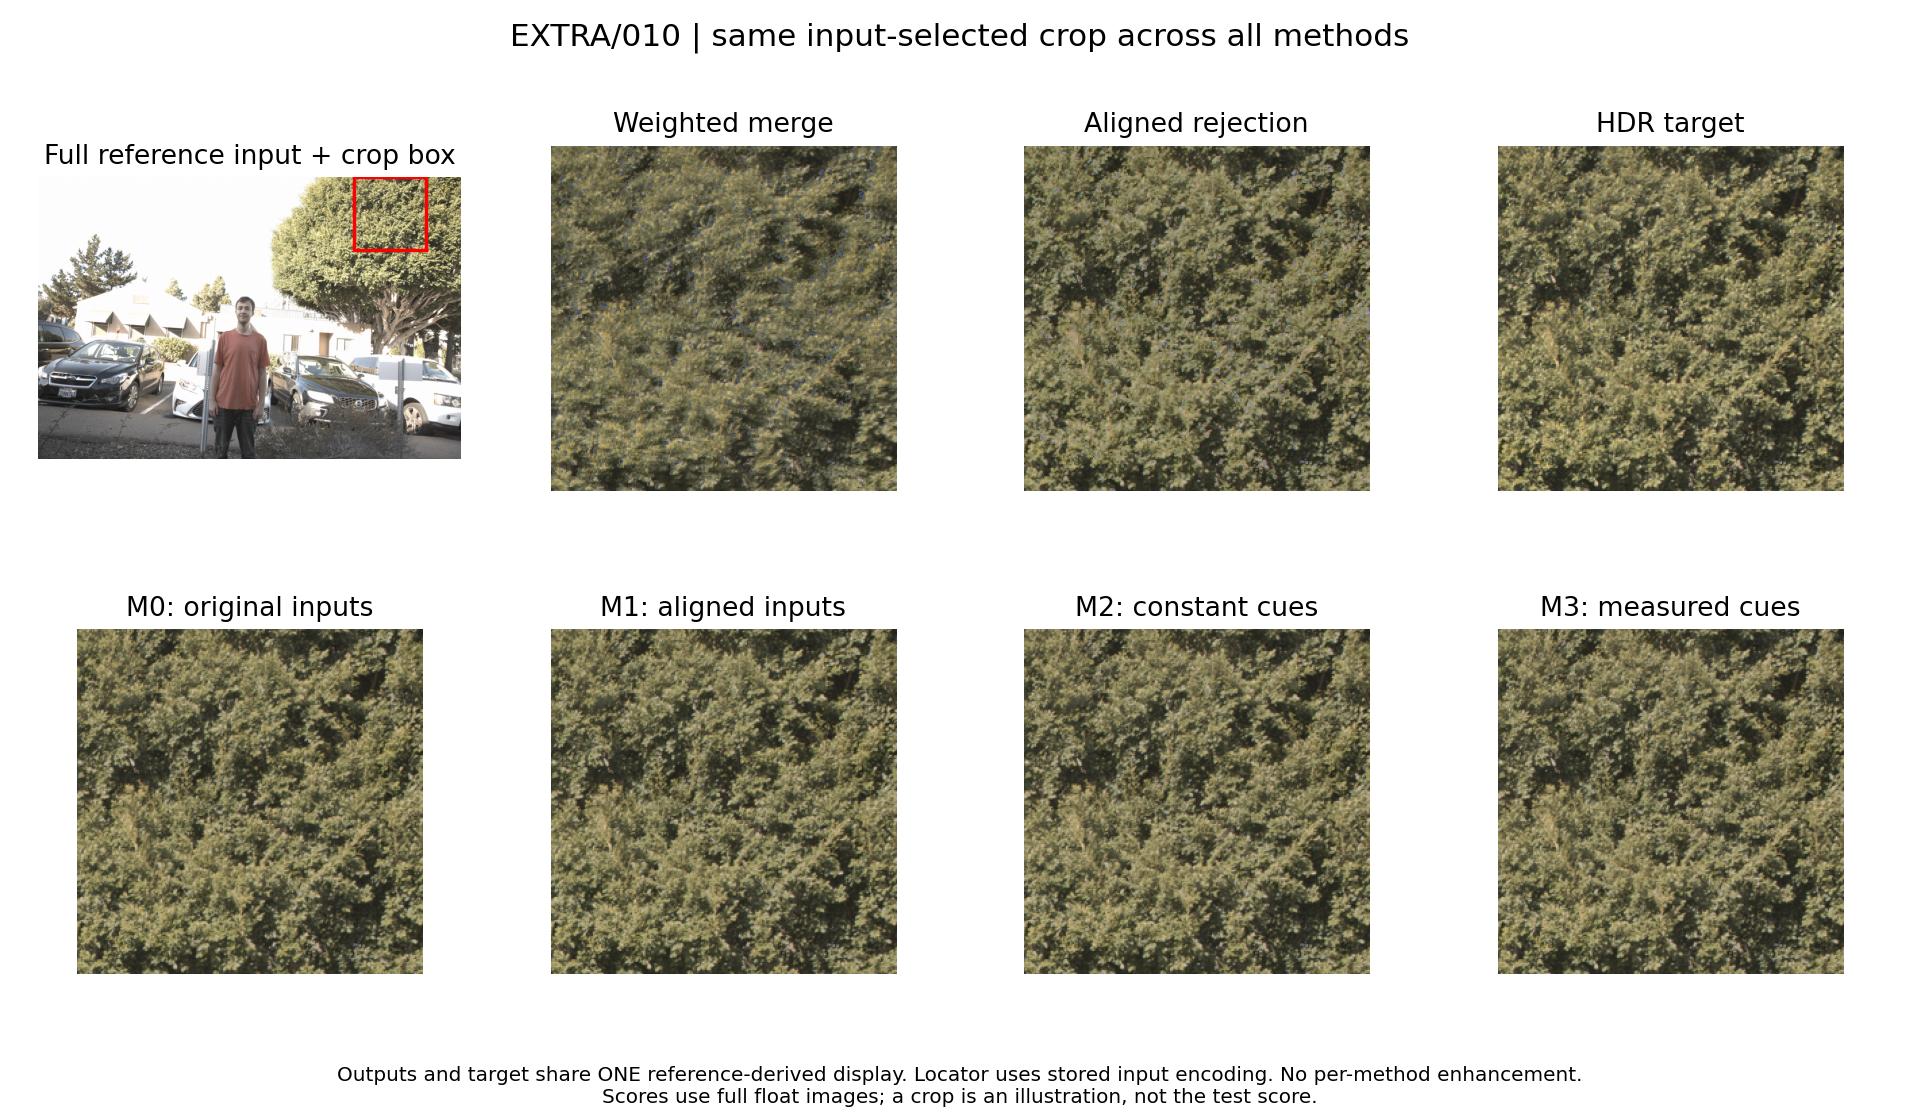 EXTRA/010 | same input-selected crop across all methods
Full reference input + crop box
Weighted merge
Aligned rejection
HDR target
M0: original inputs
M1: aligned inputs
M2: constant cues
M3: measured cues
Outputs and target share ONE reference-derived display. Locator uses stored input encoding. No per-method enhancement.
Scores use full float images; a crop is an illustration, not the test score.